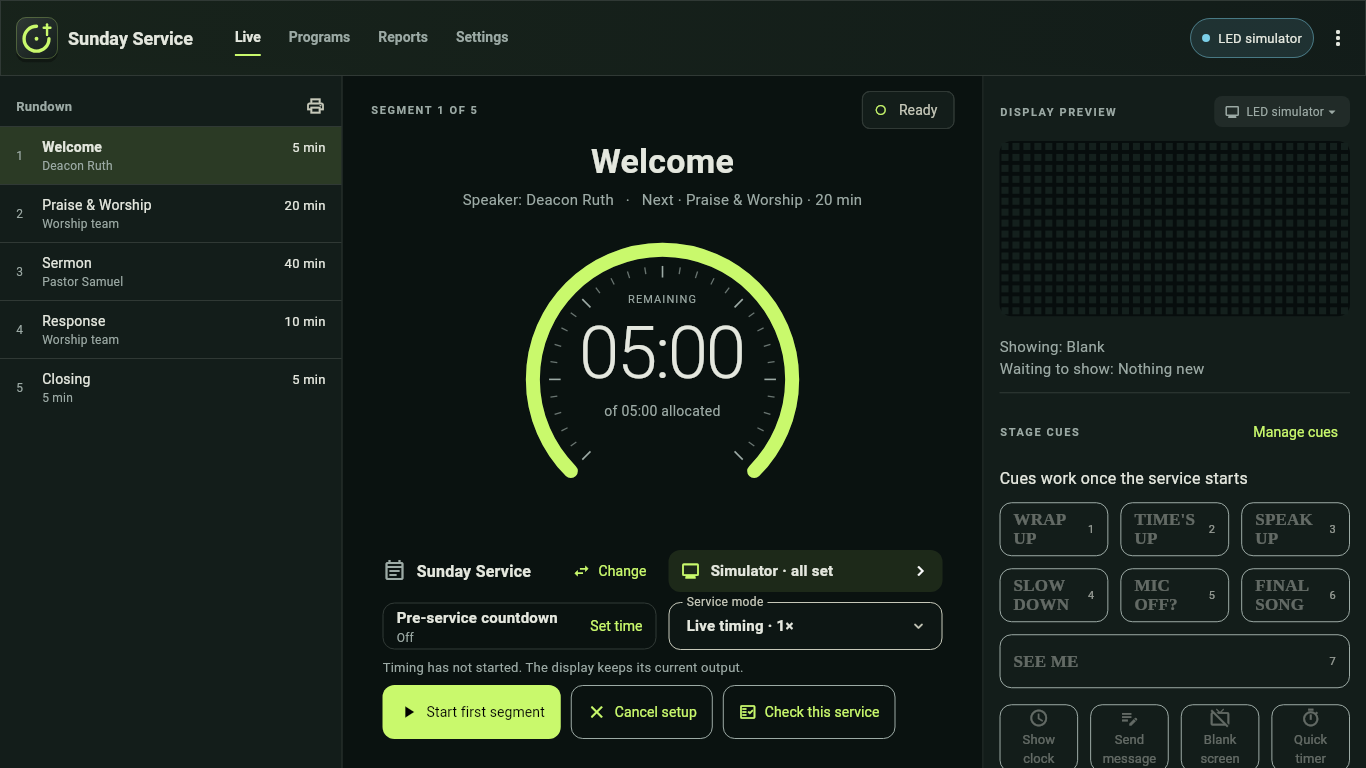 Sunday Service
Live
Programs
Reports
Settings
LED simulator
Rundown
1
Welcome
5 min
Deacon Ruth
2
Praise & Worship
20 min
Worship team
3
Sermon
40 min
Pastor Samuel
4
Response
10 min
Worship team
5
Closing
5 min
5 min
SEGMENT 1 OF 5
Ready
Welcome
Speaker: Deacon Ruth · Next · Praise & Worship · 20 min
REMAINING
05:00
of 05:00 allocated
Sunday Service
Change
Simulator · all set
Pre-service countdown
Off
Set time
Service mode
Live timing · 1×
Timing has not started. The display keeps its current output.
Start first segment
Cancel setup
Check this service
DISPLAY PREVIEW
LED simulator
Showing: Blank
Waiting to show: Nothing new
STAGE CUES
Manage cues
Cues work once the service starts
WRAP
UP
1
TIME'S
UP
2
SPEAK
UP
3
SLOW
DOWN
4
MIC
OFF?
5
FINAL
SONG
6
SEE ME
7
Show
clock
Send
message
Blank
screen
Quick
timer